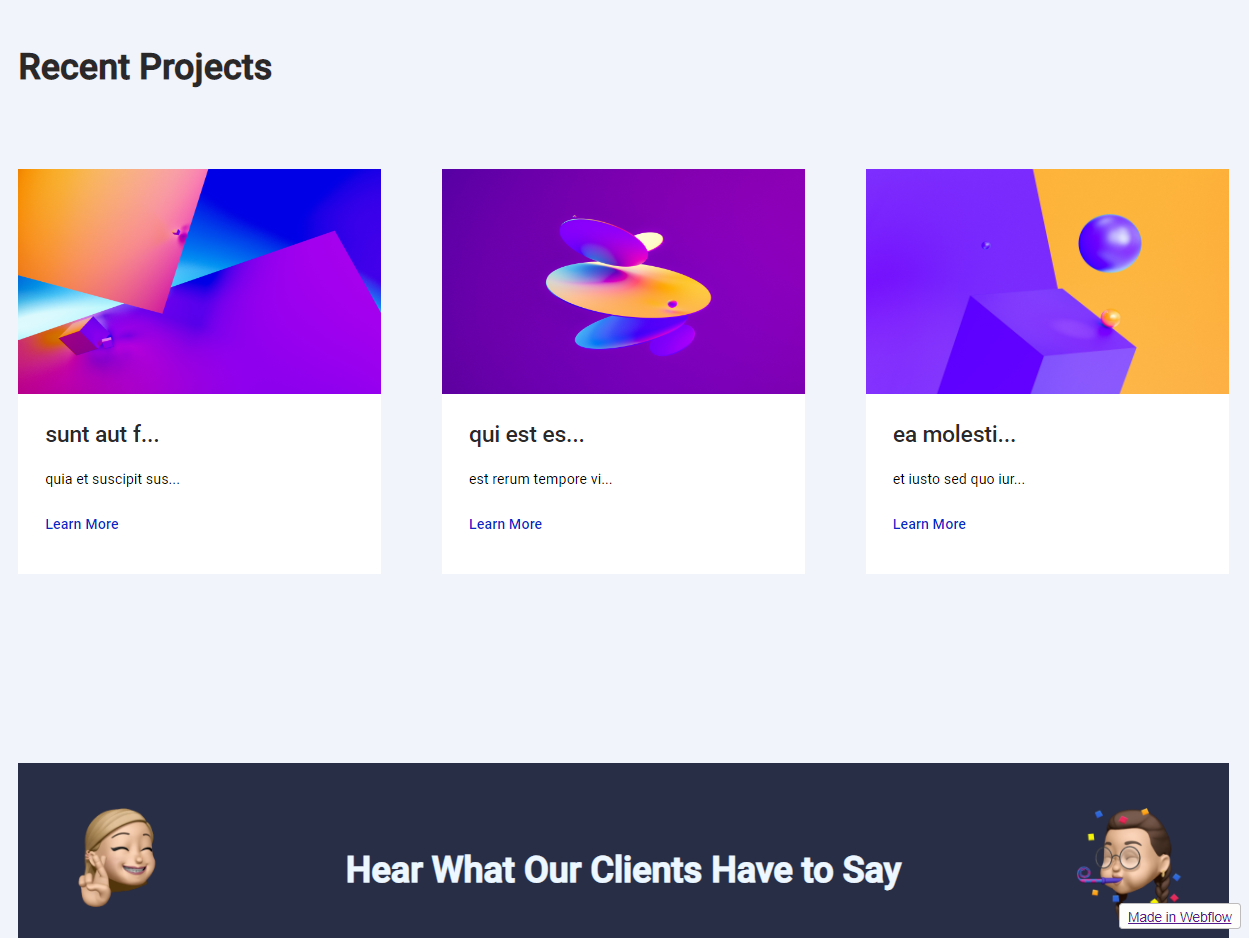 Recent Projects
sunt aut f...
quia et suscipit sus...
Learn More
qui est es...
est rerum tempore vi...
Learn More
ea molesti...
et iusto sed quo iur...
Learn More
Hear What Our Clients Have to Say
Made in Webflow